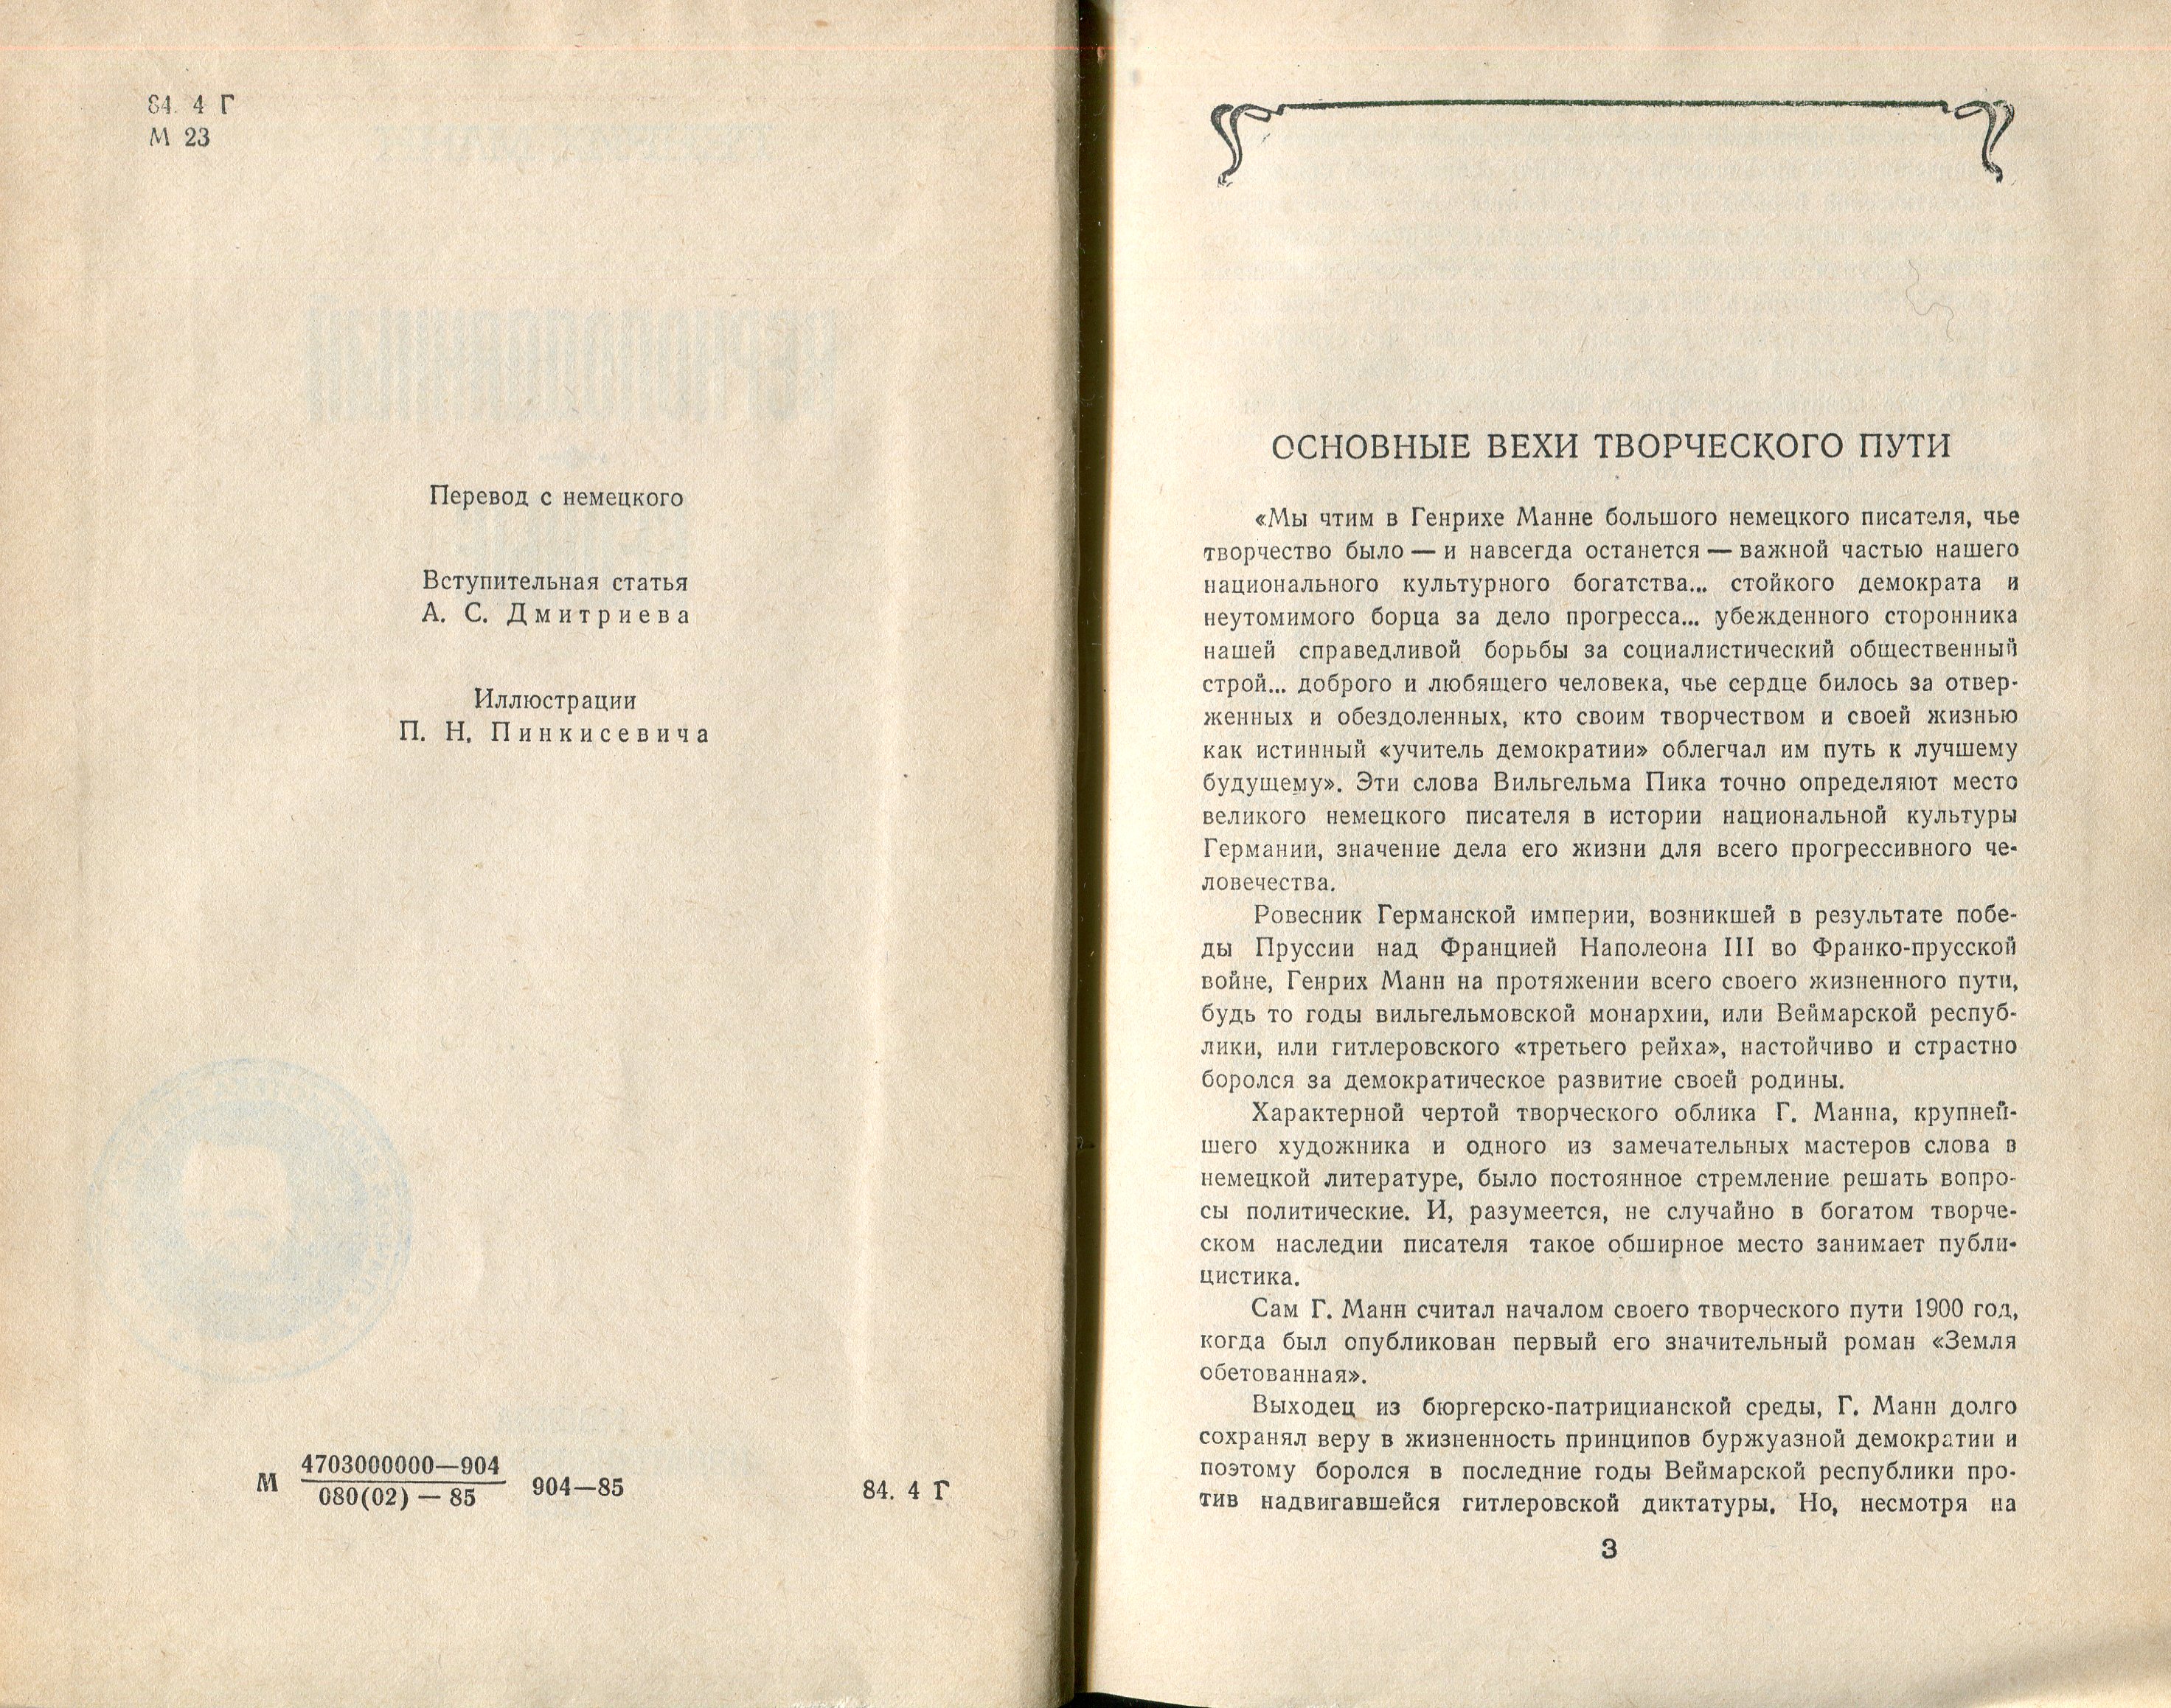 84. 4 Г
М 23
Перевод с немецкого
Вступительная статья
А. С. Дмитриева
Иллюстрации
П. Н. Пинкисевича
М 4703000000—904 904—85 84. 4 Г
080(02) — 85
ОСНОВНЫЕ ВЕХИ ТВОРЧЕСКОГО ПУТИ
«Мы чтим в Генрихе Манне большого немецкого писателя, чье
творчество было — и навсегда останется — важной частью нашего
национального культурного богатства... стойкого демократа и
неутомимого борца за дело прогресса... убежденного сторонника
нашей справедливой борьбы за социалистический общественный
строй... доброго и любящего человека, чье сердце билось за отвер-
женных и обездоленных, кто своим творчеством и своей жизнью
как истинный «учитель демократии» облегчал им путь к лучшему
будущему». Эти слова Вильгельма Пика точно определяют место
великого немецкого писателя в истории национальной культуры
Германии, значение дела его жизни для всего прогрессивного че-
ловечества.
Ровесник Германской империи, возникшей в результате побе-
ды Пруссии над Францией Наполеона III во Франко-прусской
войне, Генрих Манн на протяжении всего своего жизненного пути,
будь то годы вильгельмовской монархии, или Веймарской респуб-
лики, или гитлеровского «третьего рейха», настойчиво и страстно
боролся за демократическое развитие своей родины.
Характерной чертой творческого облика Г. Манна, крупней-
шего художника и одного из замечательных мастеров слова в
немецкой литературе, было постоянное стремление решать вопро-
сы политические. И, разумеется, не случайно в богатом творче-
ском наследии писателя такое обширное место занимает публи-
цистика.
Сам Г. Манн считал началом своего творческого пути 1900 год,
когда был опубликован первый его значительный роман «Земля
обетованная».
Выходец из бюргерско-патрицианской среды, Г. Манн долго
сохранял веру в жизненность принципов буржуазной демократии и
поэтому боролся в последние годы Веймарской республики про-
тив надвигавшейся гитлеровской диктатуры. Но, несмотря на
3